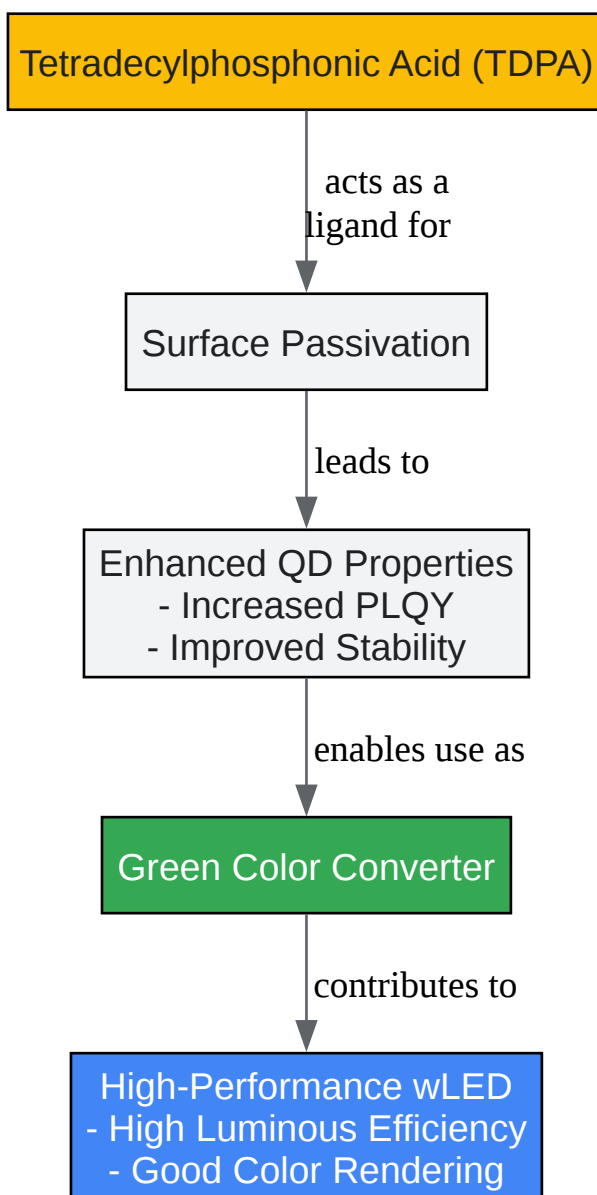 Tetradecylphosphonic Acid (TDPA)
acts as a
ligand for
Surface Passivation
leads to
Enhanced QD Properties
- Increased PLQY
- Improved Stability
enables use as
Green Color Converter
contributes to
High-Performance wLED
- High Luminous Efficiency
- Good Color Rendering